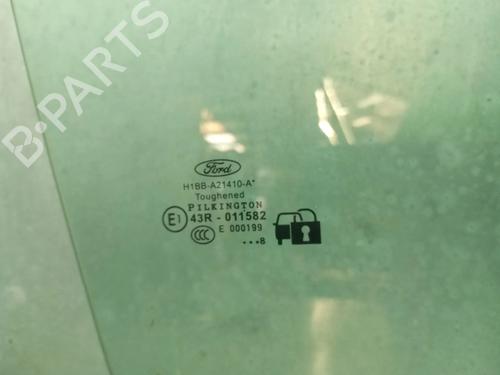 B-PARTS
Ford
H1BB-A21410-A*
Toughened
PILKINGTON
E1 43R - 011582
CCC E 000199
•••8